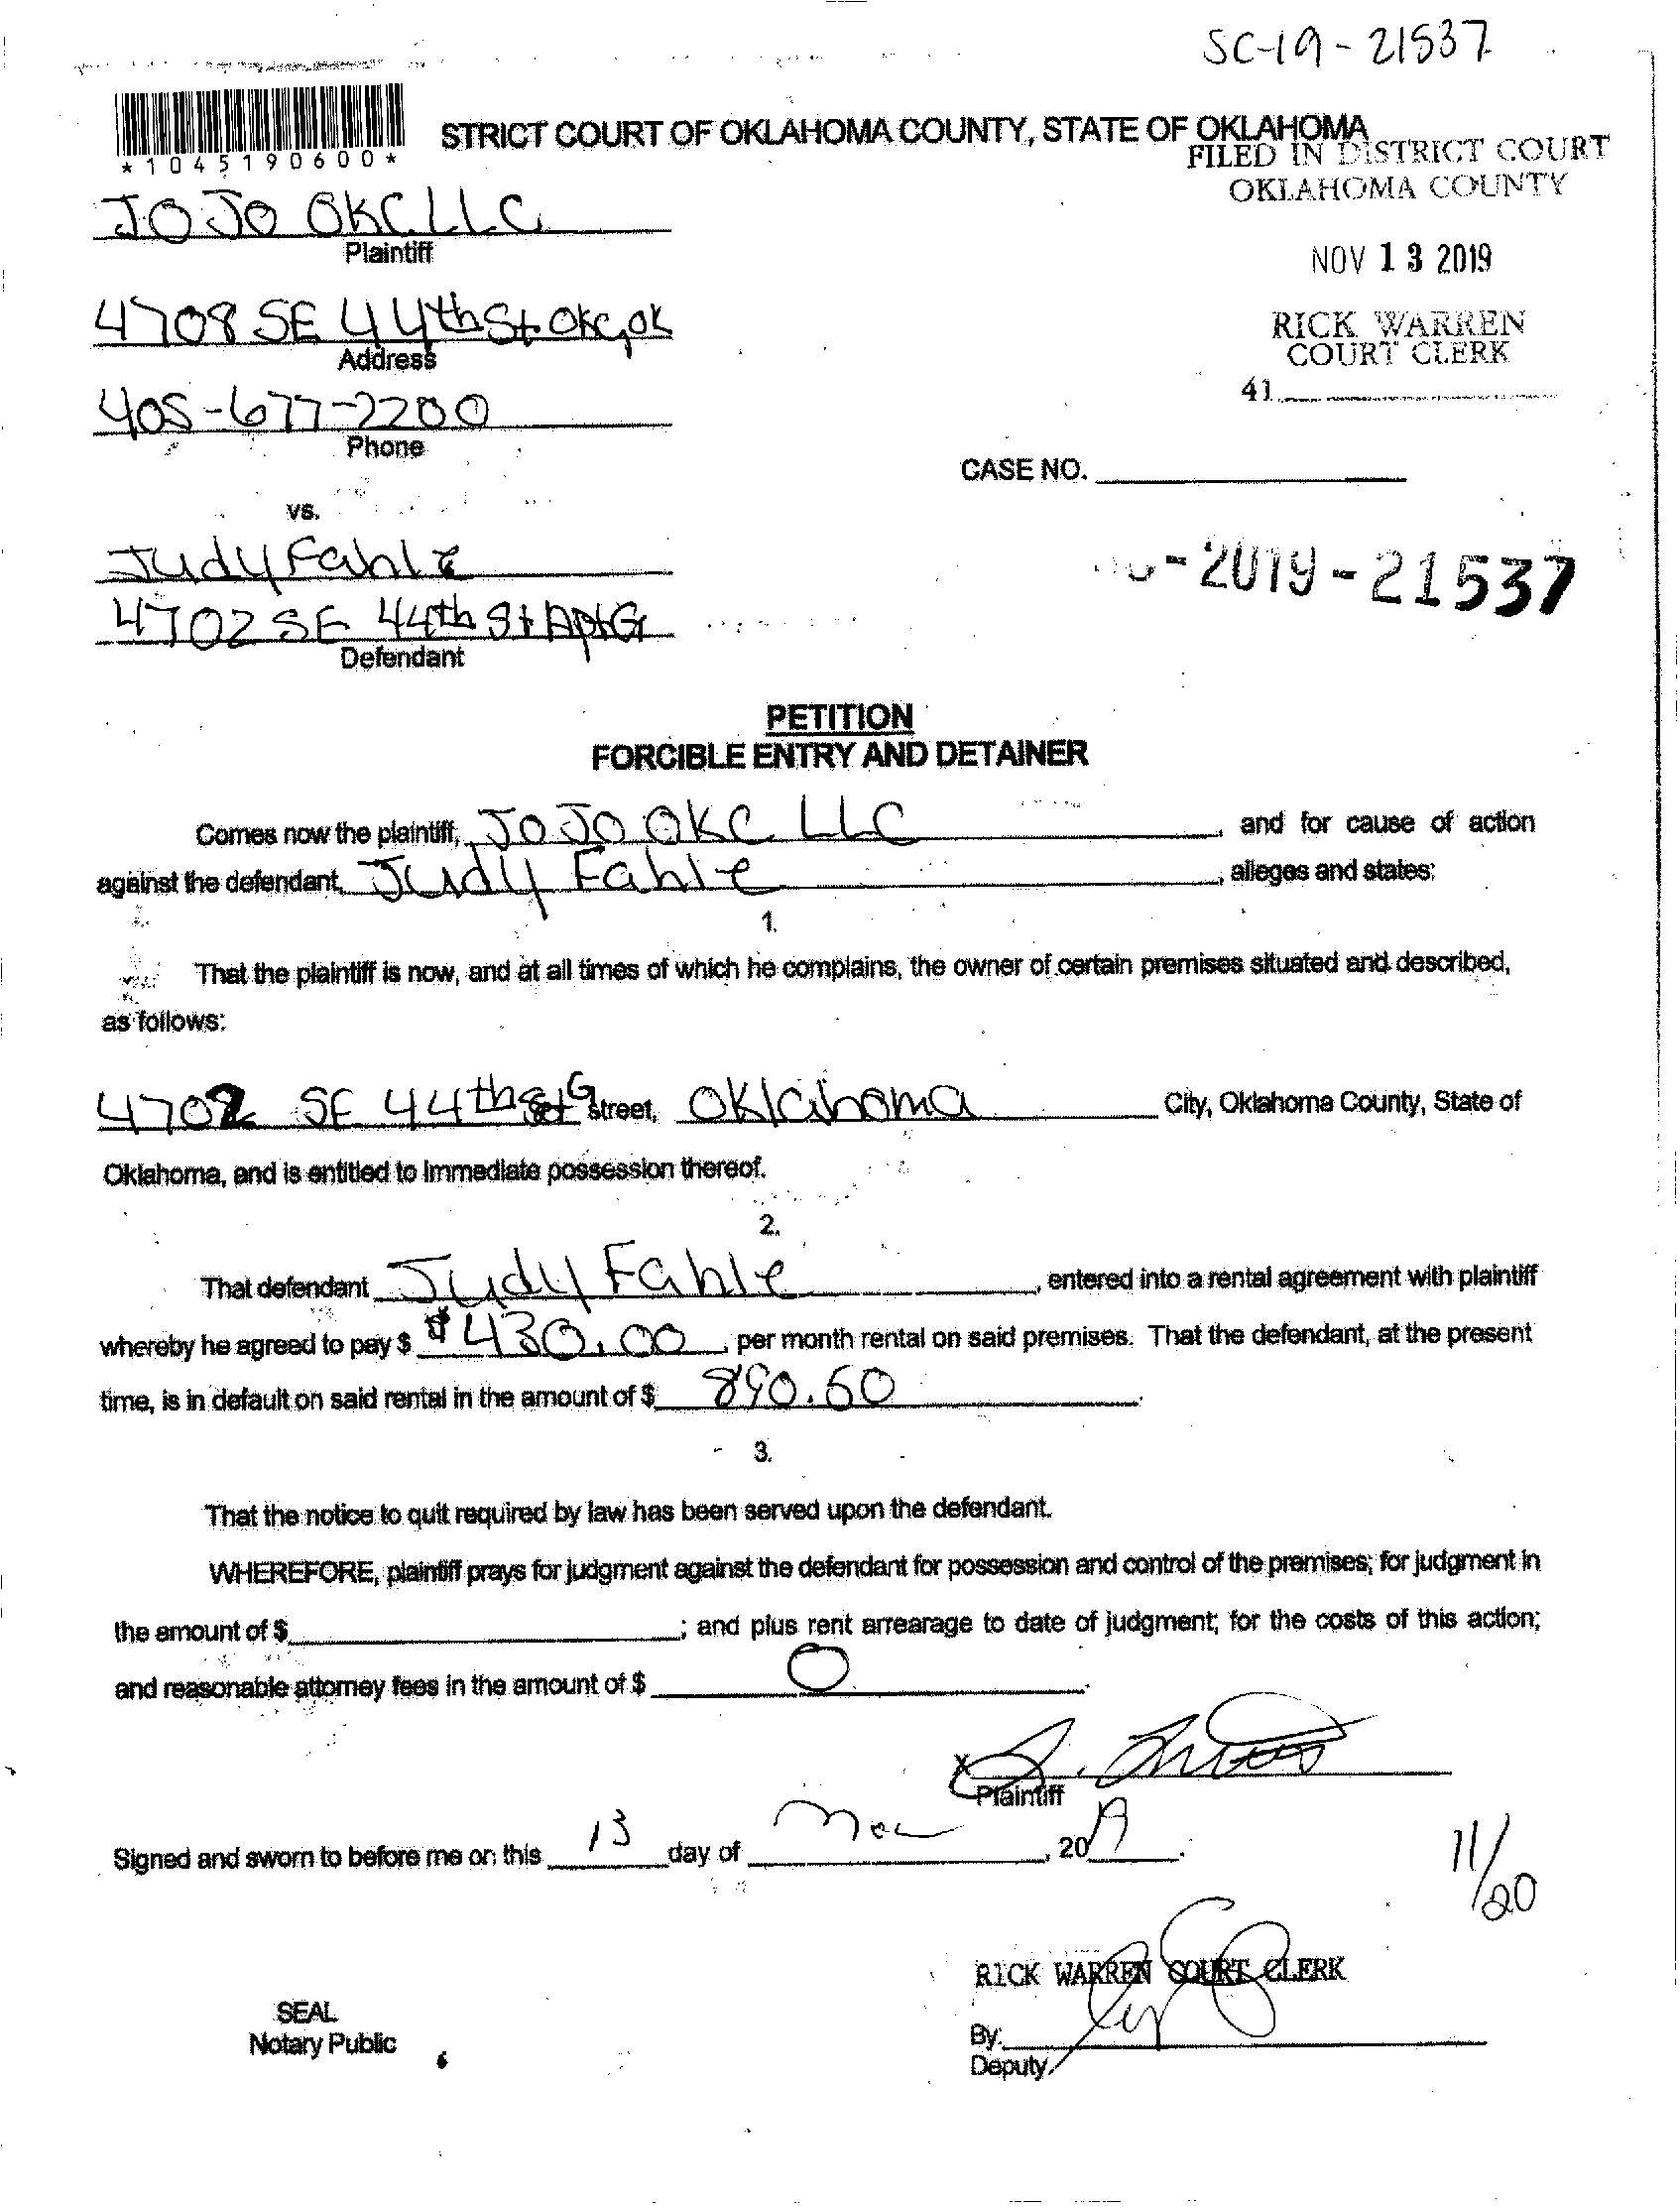 SC-19-21537
*1045190600*
STRICT COURT OF OKLAHOMA COUNTY, STATE OF OKLAHOMA
FILED IN DISTRICT COURT
OKLAHOMA COUNTY
JOJO OKC LLC
Plaintiff
NOV 13 2019
4708 SE 44th St OKC, OK
Address
RICK WARREN
COURT CLERK
41
405-677-2200
Phone
CASE NO.
vs.
Judy Fahle
-2019-21537
4702 SE 44th St Apt G
Defendant
PETITION
FORCIBLE ENTRY AND DETAINER
Comes now the plaintiff, JOJO OKC LLC, and for cause of action
against the defendant, Judy Fahle, alleges and states:
1.
That the plaintiff is now, and at all times of which he complains, the owner of certain premises situated and described,
as follows:
4702 SE 44th St G Street, Oklahoma City, Oklahoma County, State of
Oklahoma, and is entitled to immediate possession thereof.
2.
That defendant Judy Fahle, entered into a rental agreement with plaintiff
whereby he agreed to pay $ $430.00, per month rental on said premises. That the defendant, at the present
time, is in default on said rental in the amount of $ 890.60.
3.
That the notice to quit required by law has been served upon the defendant.
WHEREFORE, plaintiff prays for judgment against the defendant for possession and control of the premises; for judgment in
the amount of $ ; and plus rent arrearage to date of judgment; for the costs of this action;
and reasonable attorney fees in the amount of $ 0.
X
Plaintiff
Signed and sworn to before me on this 13 day of Nov, 2019.
11/20
RICK WARREN COURT CLERK
SEAL
Notary Public
By:
Deputy